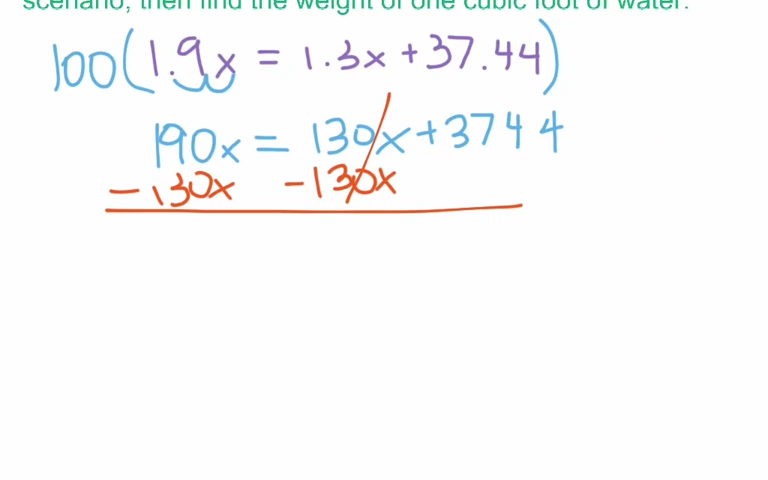 scenario, then find the weight of one cubic foot of water.
100(1.9x = 1.3x + 37.44)
190x = 130x + 3744
-130x -130x